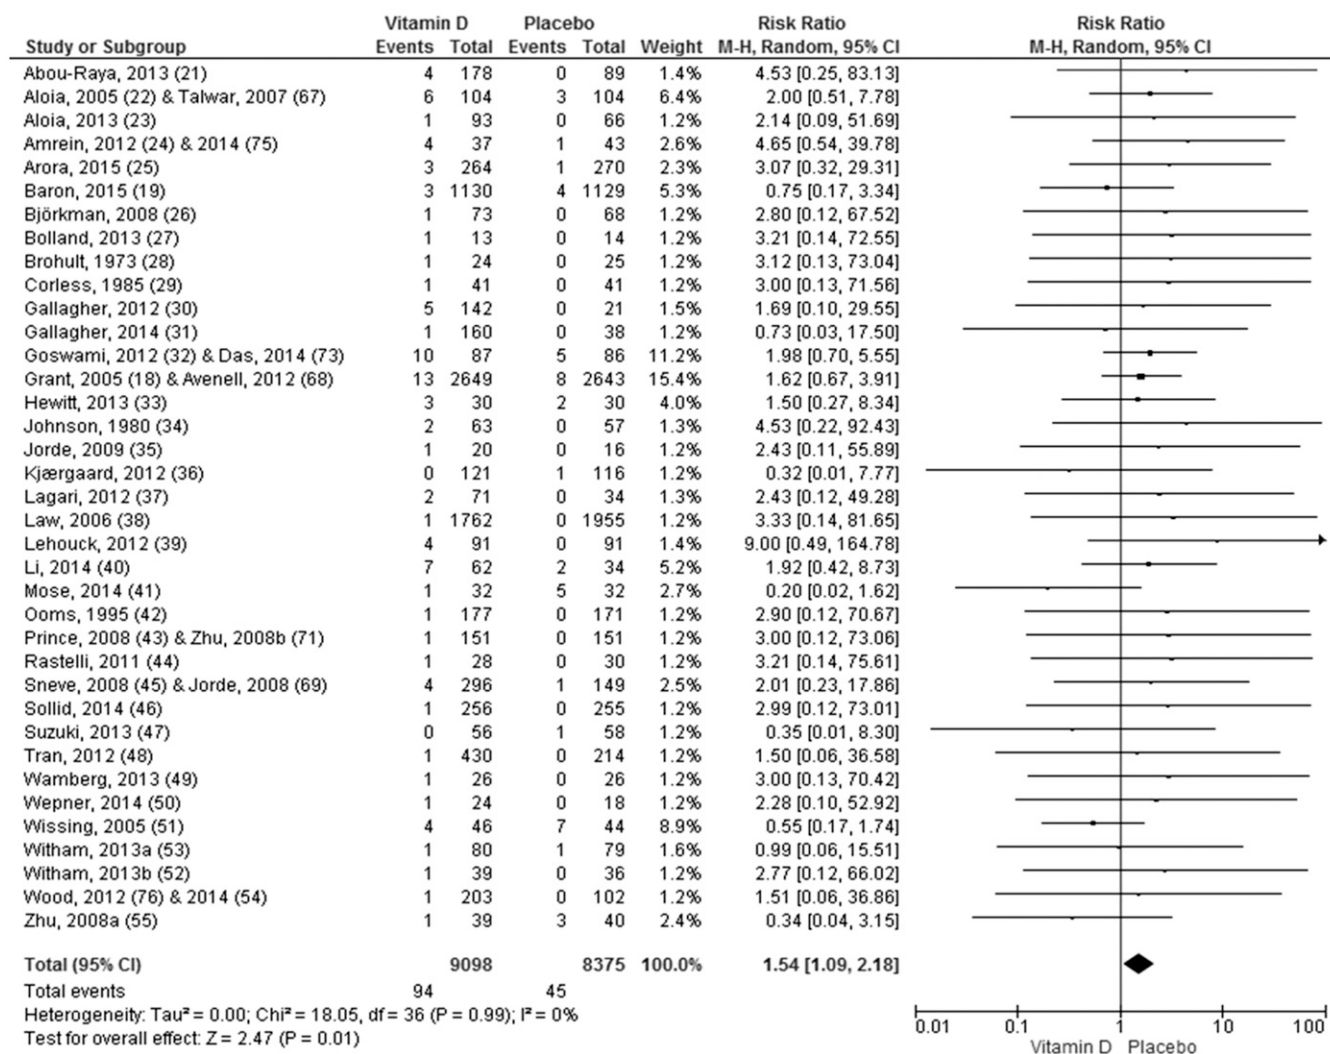 Vitamin D Placebo Risk Ratio Risk Ratio
Study or Subgroup Events Total Events Total Weight M-H, Random, 95% CI M-H, Random, 95% CI
Abou-Raya, 2013 (21) 4 178 0 89 1.4% 4.53 [0.25, 83.13]
Aloia, 2005 (22) & Talwar, 2007 (67) 6 104 3 104 6.4% 2.00 [0.51, 7.78]
Aloia, 2013 (23) 1 93 0 66 1.2% 2.14 [0.09, 51.69]
Amrein, 2012 (24) & 2014 (75) 4 37 1 43 2.6% 4.65 [0.54, 39.78]
Arora, 2015 (25) 3 264 1 270 2.3% 3.07 [0.32, 29.31]
Baron, 2015 (19) 3 1130 4 1129 5.3% 0.75 [0.17, 3.34]
Björkman, 2008 (26) 1 73 0 68 1.2% 2.80 [0.12, 67.52]
Bolland, 2013 (27) 1 13 0 14 1.2% 3.21 [0.14, 72.55]
Brohult, 1973 (28) 1 24 0 25 1.2% 3.12 [0.13, 73.04]
Corless, 1985 (29) 1 41 0 41 1.2% 3.00 [0.13, 71.56]
Gallagher, 2012 (30) 5 142 0 21 1.5% 1.69 [0.10, 29.55]
Gallagher, 2014 (31) 1 160 0 38 1.2% 0.73 [0.03, 17.50]
Goswami, 2012 (32) & Das, 2014 (73) 10 87 5 86 11.2% 1.98 [0.70, 5.55]
Grant, 2005 (18) & Avenell, 2012 (68) 13 2649 8 2643 15.4% 1.62 [0.67, 3.91]
Hewitt, 2013 (33) 3 30 2 30 4.0% 1.50 [0.27, 8.34]
Johnson, 1980 (34) 2 63 0 57 1.3% 4.53 [0.22, 92.43]
Jorde, 2009 (35) 1 20 0 16 1.2% 2.43 [0.11, 55.89]
Kjærgaard, 2012 (36) 0 121 1 116 1.2% 0.32 [0.01, 7.77]
Lagari, 2012 (37) 2 71 0 34 1.3% 2.43 [0.12, 49.28]
Law, 2006 (38) 1 1762 0 1955 1.2% 3.33 [0.14, 81.65]
Lehouck, 2012 (39) 4 91 0 91 1.4% 9.00 [0.49, 164.78]
Li, 2014 (40) 7 62 2 34 5.2% 1.92 [0.42, 8.73]
Mose, 2014 (41) 1 32 5 32 2.7% 0.20 [0.02, 1.62]
Ooms, 1995 (42) 1 177 0 171 1.2% 2.90 [0.12, 70.67]
Prince, 2008 (43) & Zhu, 2008b (71) 1 151 0 151 1.2% 3.00 [0.12, 73.06]
Rastelli, 2011 (44) 1 28 0 30 1.2% 3.21 [0.14, 75.61]
Sneve, 2008 (45) & Jorde, 2008 (69) 4 296 1 149 2.5% 2.01 [0.23, 17.86]
Sollid, 2014 (46) 1 256 0 255 1.2% 2.99 [0.12, 73.01]
Suzuki, 2013 (47) 0 56 1 58 1.2% 0.35 [0.01, 8.30]
Tran, 2012 (48) 1 430 0 214 1.2% 1.50 [0.06, 36.58]
Wamberg, 2013 (49) 1 26 0 26 1.2% 3.00 [0.13, 70.42]
Wepner, 2014 (50) 1 24 0 18 1.2% 2.28 [0.10, 52.92]
Wissing, 2005 (51) 4 46 7 44 8.9% 0.55 [0.17, 1.74]
Witham, 2013a (53) 1 80 1 79 1.6% 0.99 [0.06, 15.51]
Witham, 2013b (52) 1 39 0 36 1.2% 2.77 [0.12, 66.02]
Wood, 2012 (76) & 2014 (54) 1 203 0 102 1.2% 1.51 [0.06, 36.86]
Zhu, 2008a (55) 1 39 3 40 2.4% 0.34 [0.04, 3.15]
Total (95% CI) 9098 8375 100.0% 1.54 [1.09, 2.18]
Total events 94 45
Heterogeneity: Tau² = 0.00; Chi² = 18.05, df = 36 (P = 0.99); I² = 0%
Test for overall effect: Z = 2.47 (P = 0.01)
0.01 0.1 1 10 100
Vitamin D Placebo